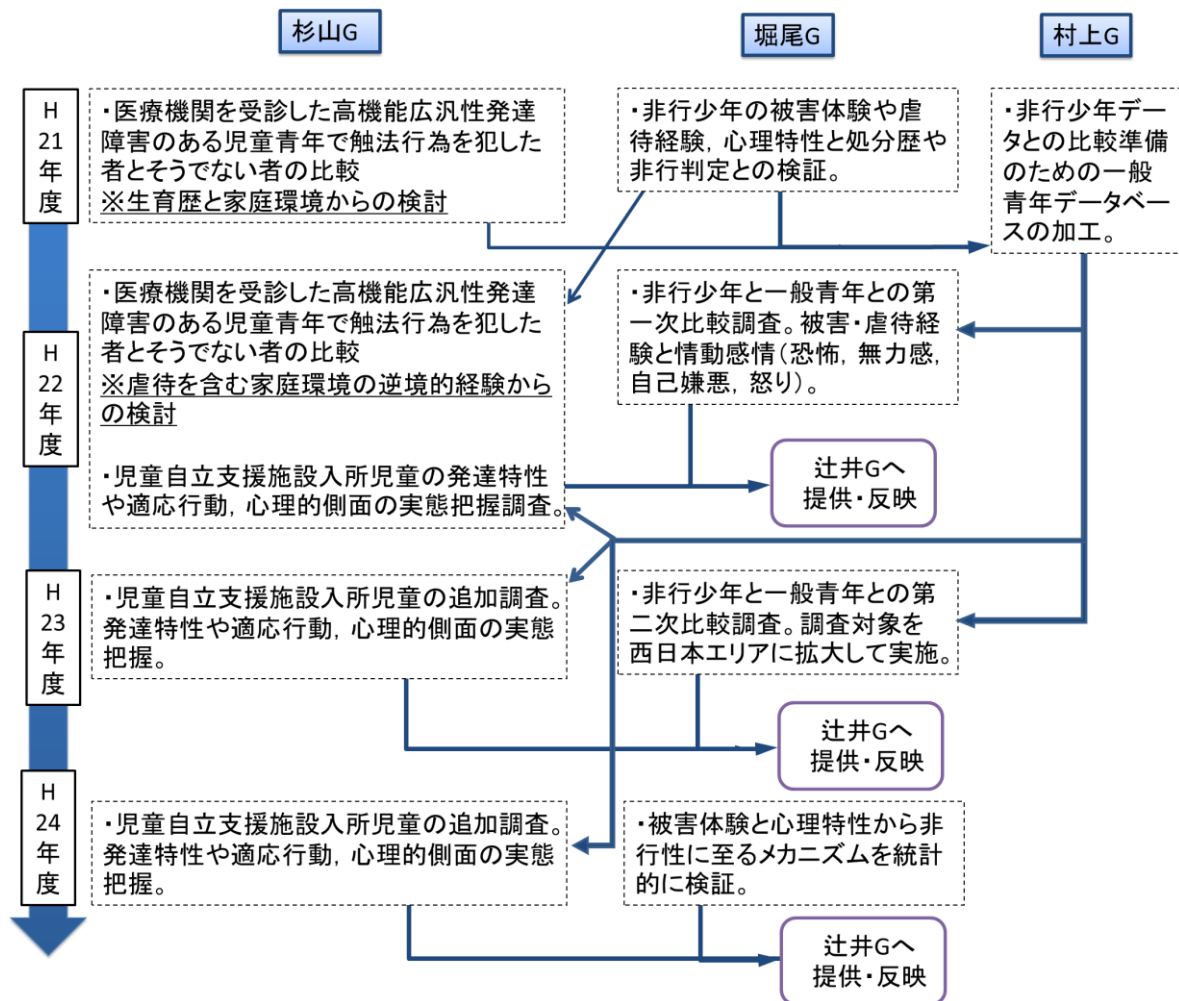 杉山G
堀尾G
村上G
H
21
年
度
・医療機関を受診した高機能広汎性発達
障害のある児童青年で触法行為を犯した
者とそうでない者の比較
※生育歴と家庭環境からの検討
・非行少年の被害体験や虐
待経験，心理特性と処分歴や
非行判定との検証。
・非行少年デー
タとの比較準備
のための一般
青年データベー
スの加工。
H
22
年
度
・医療機関を受診した高機能広汎性発達
障害のある児童青年で触法行為を犯した
者とそうでない者の比較
※虐待を含む家庭環境の逆境的経験から
の検討
・児童自立支援施設入所児童の発達特性
や適応行動，心理的側面の実態把握調査。
・非行少年と一般青年との第
一次比較調査。被害・虐待経
験と情動感情（恐怖，無力感，
自己嫌悪，怒り）。
辻井Gへ
提供・反映
H
23
年
度
・児童自立支援施設入所児童の追加調査。
発達特性や適応行動，心理的側面の実態
把握。
・非行少年と一般青年との第
二次比較調査。調査対象を
西日本エリアに拡大して実施。
辻井Gへ
提供・反映
H
24
年
度
・児童自立支援施設入所児童の追加調査。
発達特性や適応行動，心理的側面の実態
把握。
・被害体験と心理特性から非
行性に至るメカニズムを統計
的に検証。
辻井Gへ
提供・反映